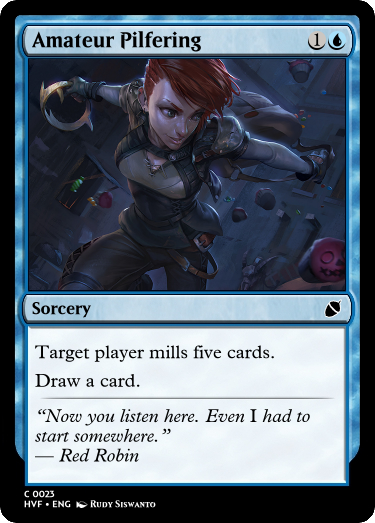 Amateur Pilfering 1
Sorcery
Target player mills five cards.
Draw a card.
“Now you listen here. Even I had to
start somewhere.”
— Red Robin
C 0023
HVF • ENG Rudy Siswanto